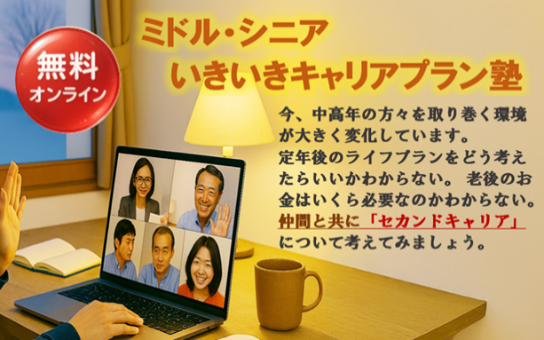 無料
オンライン
ミドル・シニア
いきいきキャリアプラン塾
今、中高年の方々を取り巻く環境
が大きく変化しています。
定年後のライフプランをどう考え
たらいいかわからない。 老後のお
金はいくら必要なのかわからない。
仲間と共に「セカンドキャリア」
について考えてみましょう。